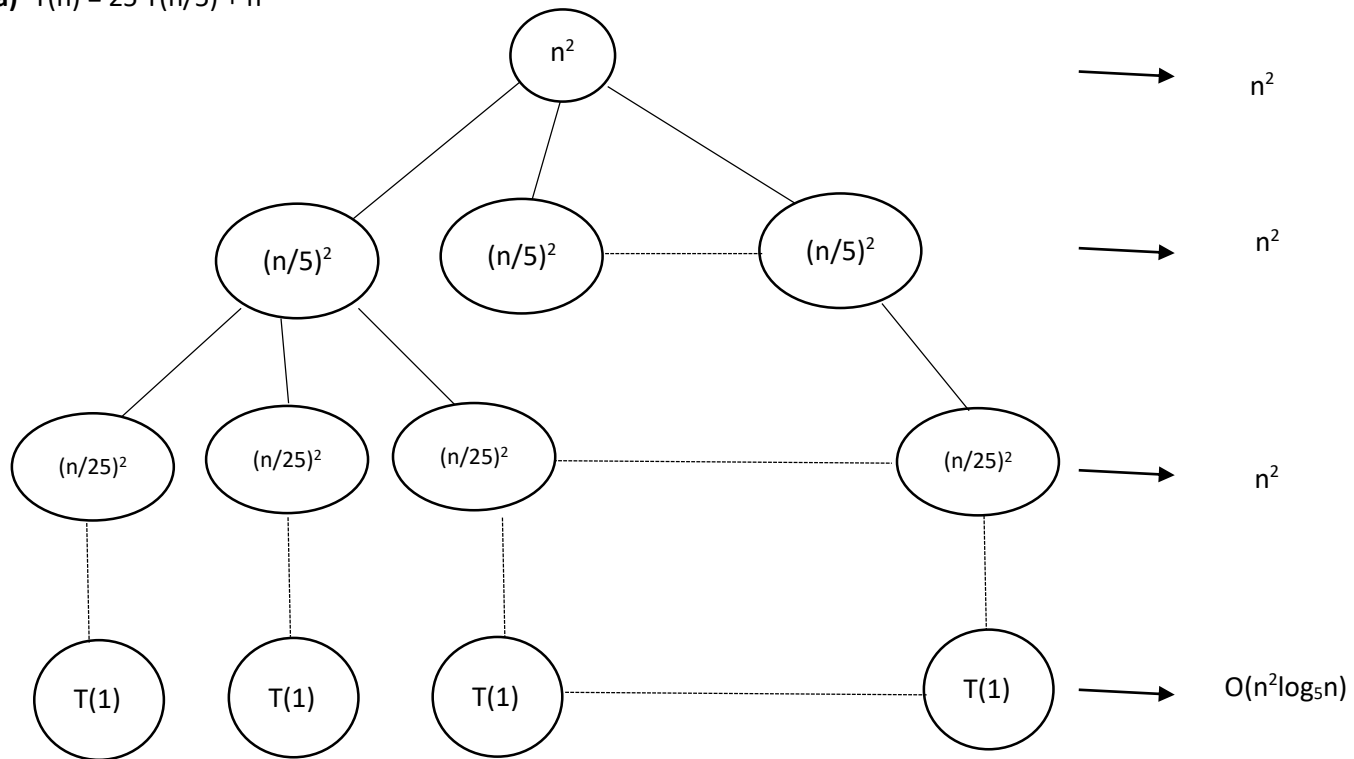 T(n) = 25 T(n/5) + n
n²
n²
(n/5)² (n/5)² (n/5)²
n²
(n/25)² (n/25)² (n/25)² (n/25)²
n²
T(1) T(1) T(1) T(1)
O(n²log₅n)